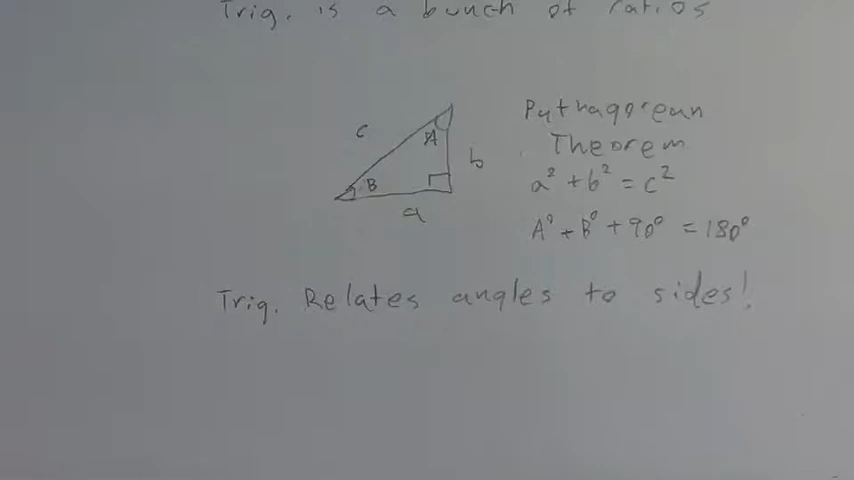 Trig. is a bunch of ratios
c
A
b
B
a
Pythagorean
Theorem
a² + b² = c²
A° + B° + 90° = 180°
Trig. Relates angles to sides!